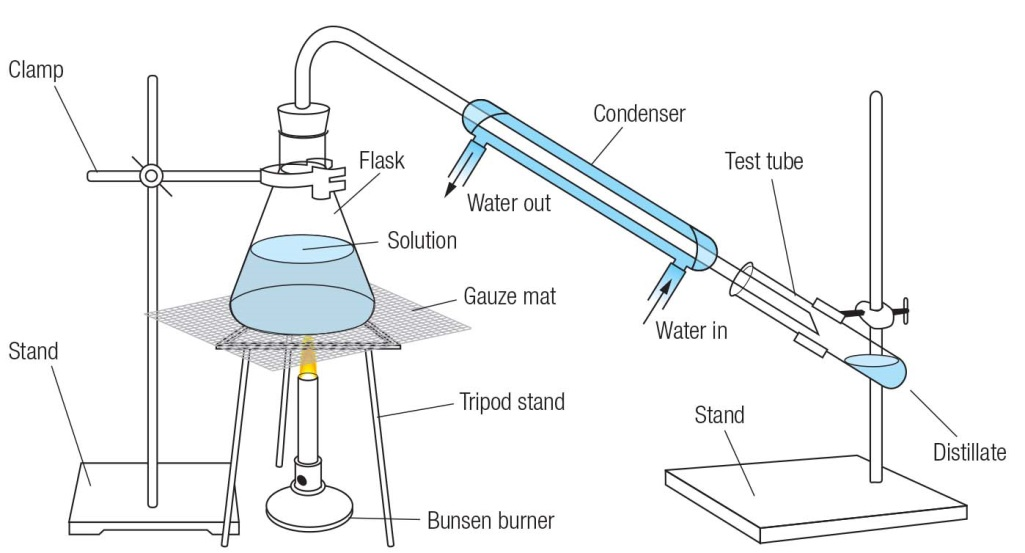 Clamp
Condenser
Test tube
Flask
Water out
Solution
Gauze mat
Water in
Stand
Tripod stand
Stand
Distillate
Bunsen burner